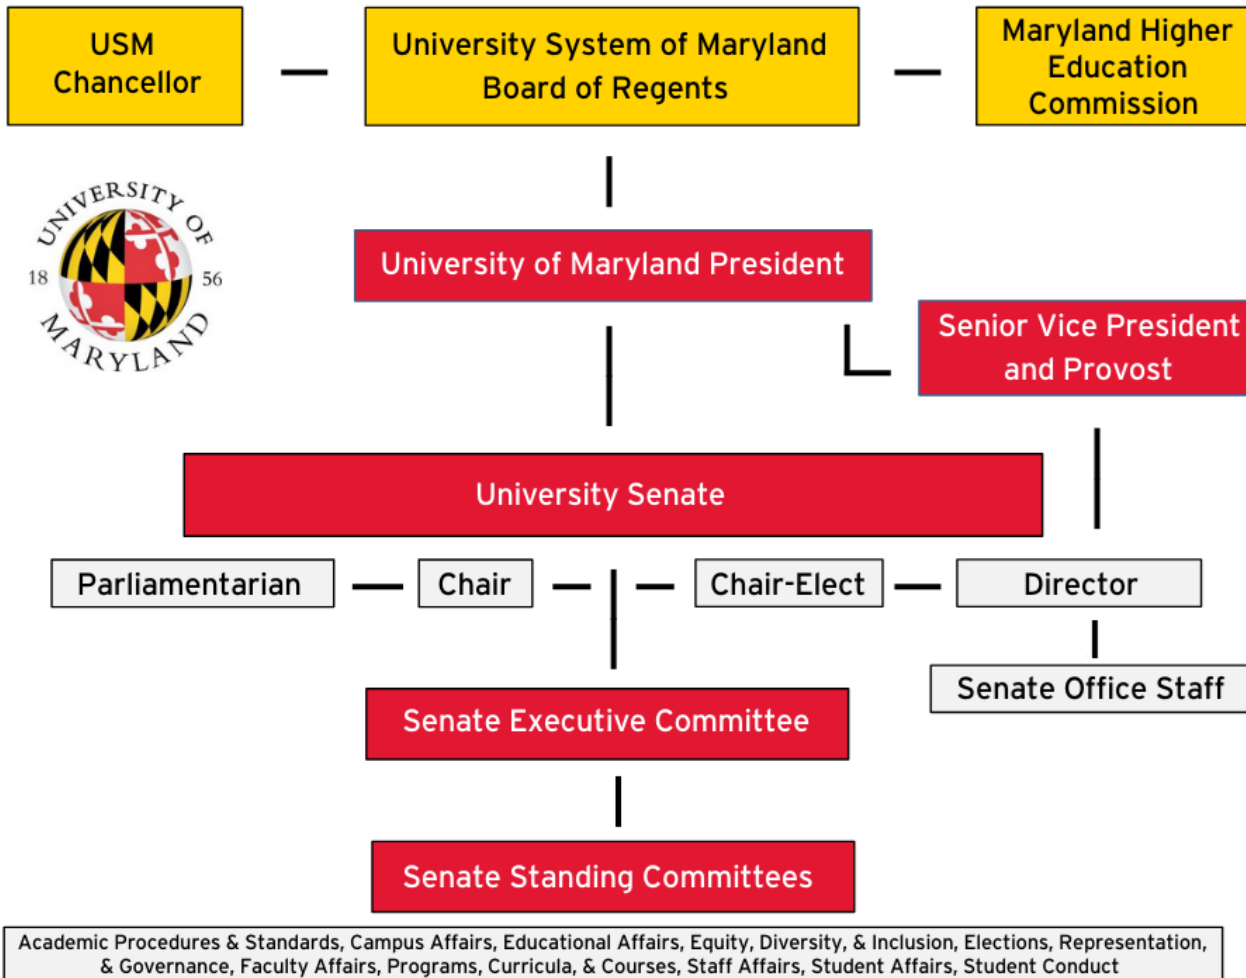 USM
Chancellor
University System of Maryland
Board of Regents
Maryland Higher
Education
Commission
UNIVERSITY OF
18 56
MARYLAND
University of Maryland President
Senior Vice President
and Provost
University Senate
Parliamentarian
Chair
Chair-Elect
Director
Senate Office Staff
Senate Executive Committee
Senate Standing Committees
Academic Procedures & Standards, Campus Affairs, Educational Affairs, Equity, Diversity, & Inclusion, Elections, Representation,
& Governance, Faculty Affairs, Programs, Curricula, & Courses, Staff Affairs, Student Affairs, Student Conduct